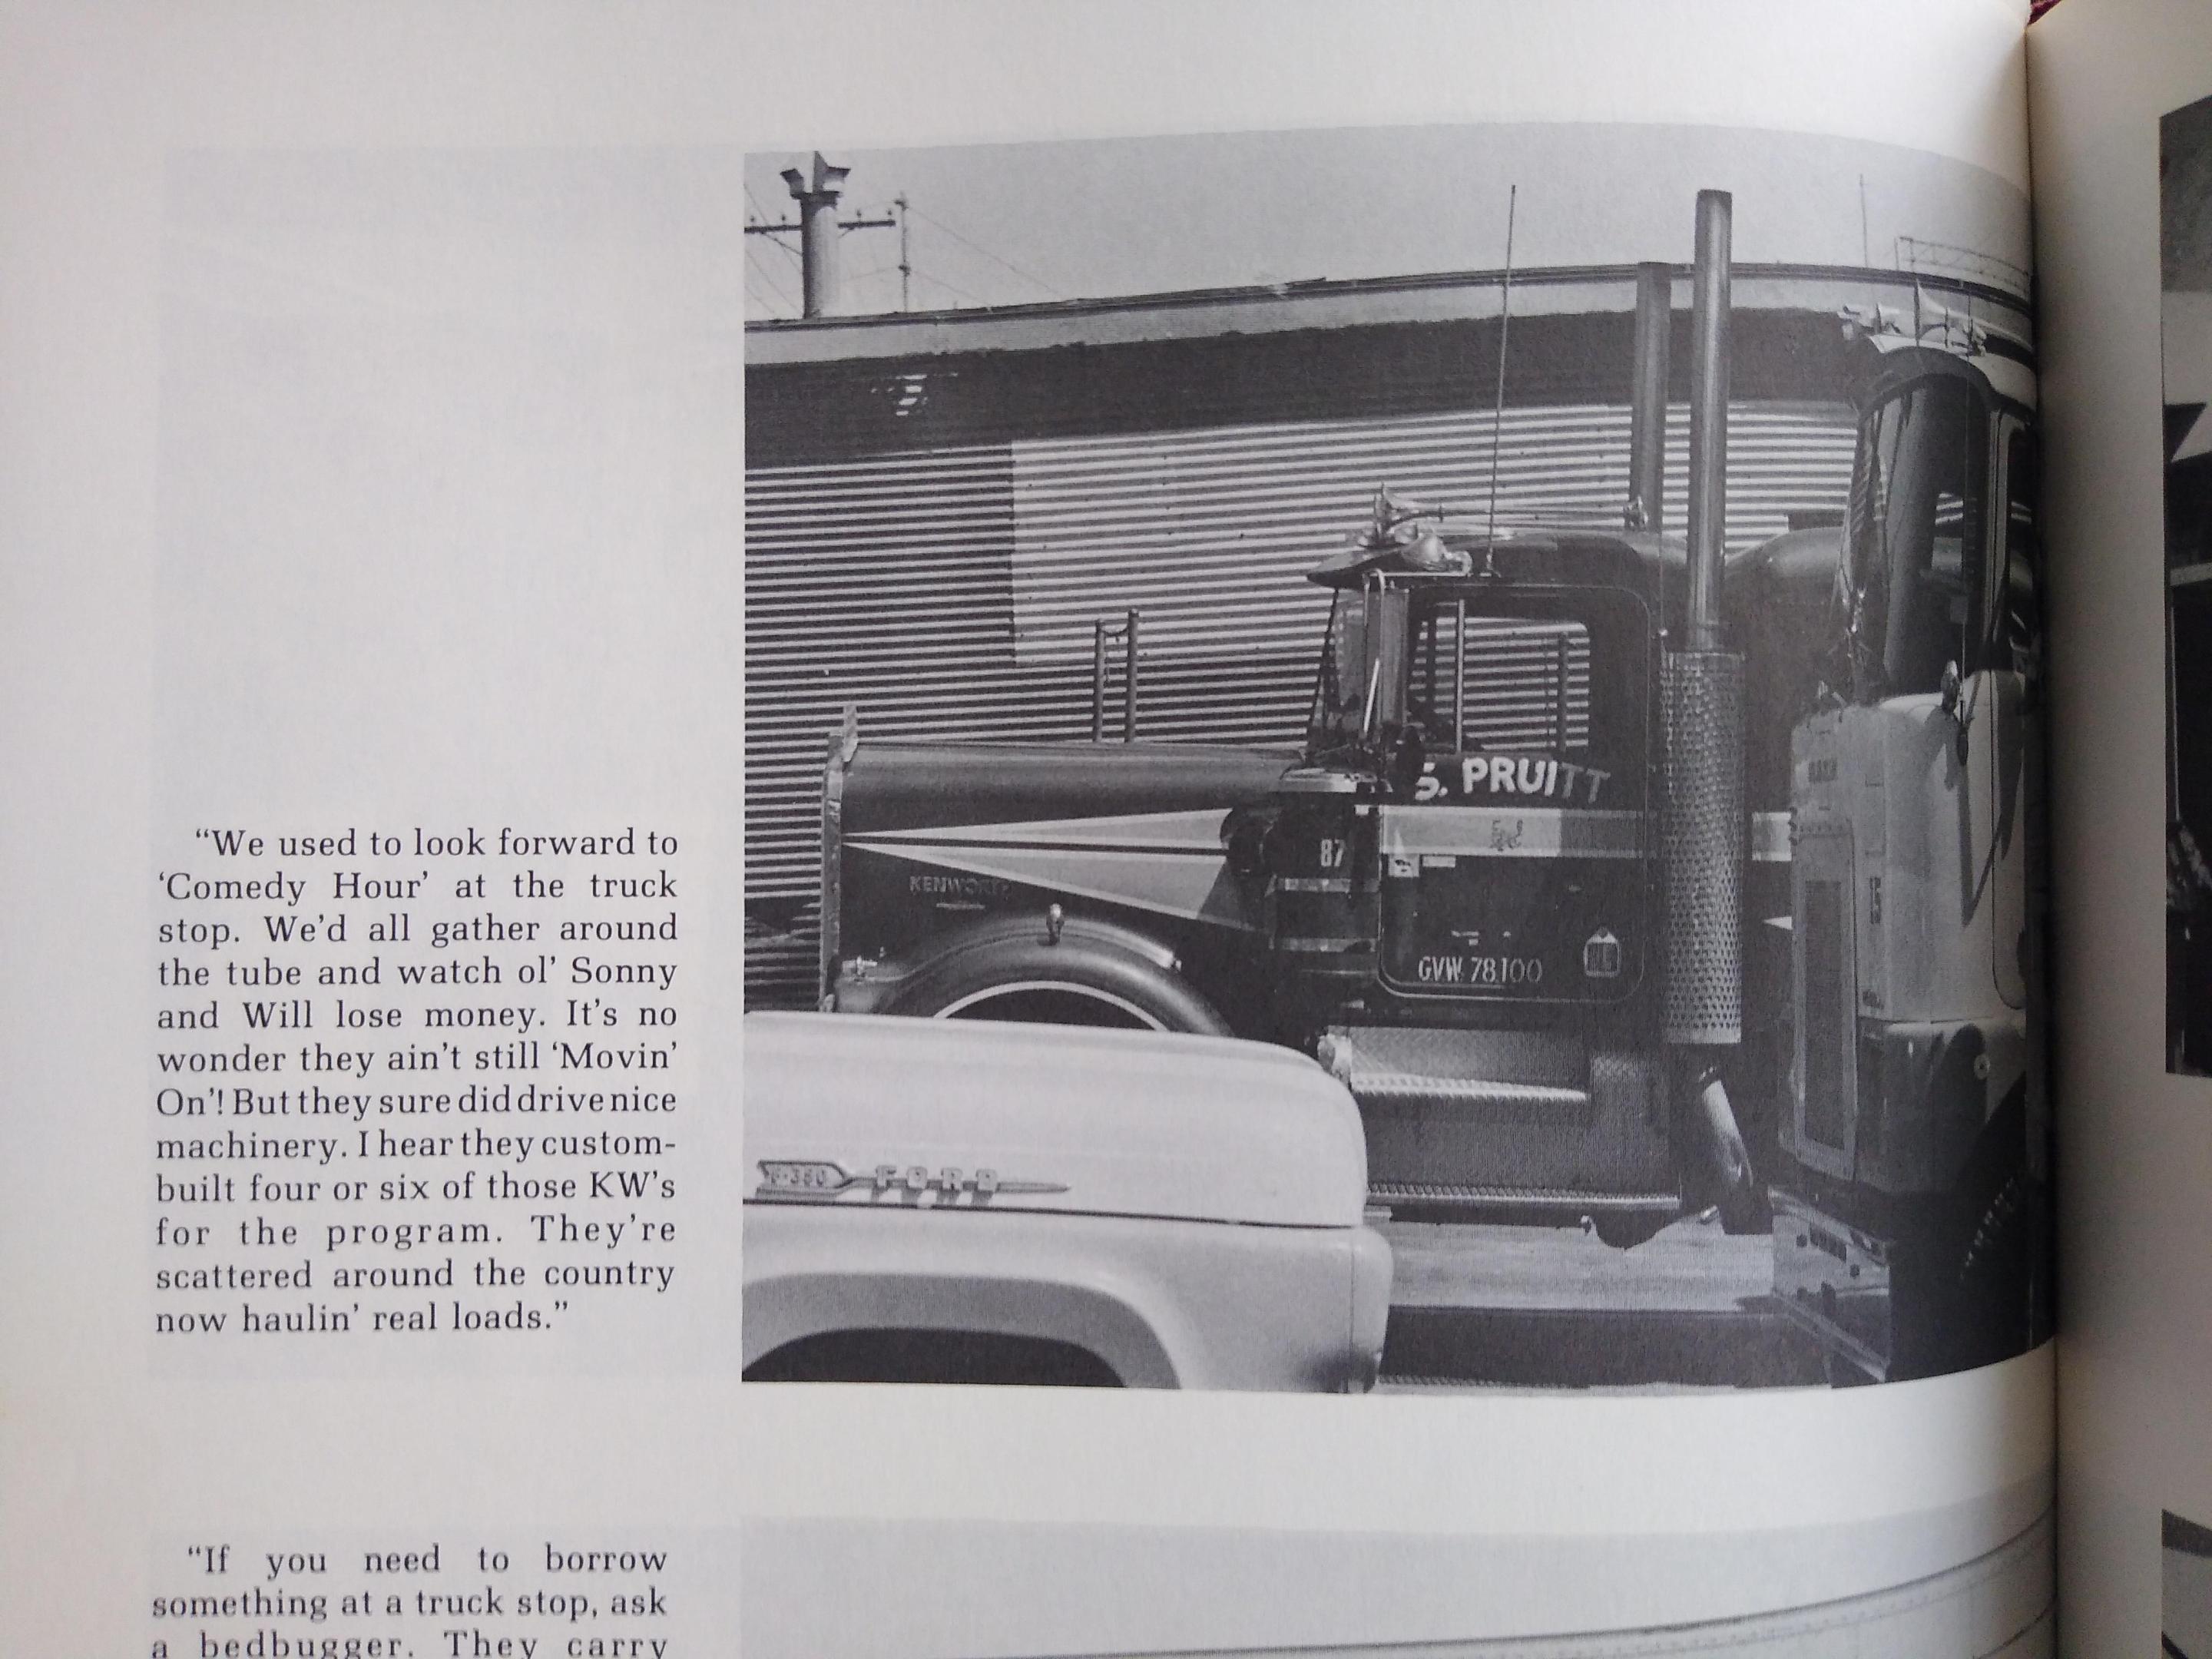 “We used to look forward to
‘Comedy Hour’ at the truck
stop. We’d all gather around
the tube and watch ol’ Sonny
and Will lose money. It’s no
wonder they ain’t still ‘Movin’
On’! But they sure did drive nice
machinery. I hear they custom-
built four or six of those KW’s
for the program. They’re
scattered around the country
now haulin’ real loads.”
“If you need to borrow
something at a truck stop, ask
a bedbugger. They carry
S. PRUITT
87
KENWORTH
GVW 78100
15
F-350 FORD